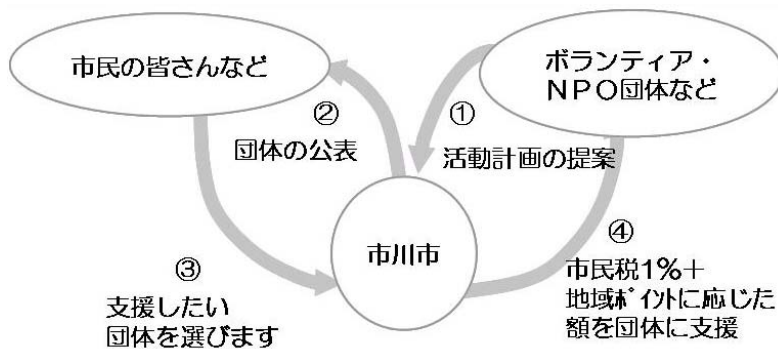 市民の皆さんなど
ボランティア・
ＮＰＯ団体など
①
活動計画の提案
②
団体の公表
市川市
③
支援したい
団体を選びます
④
市民税1％＋
地域ﾎﾟｲﾝﾄに応じた
額を団体に支援